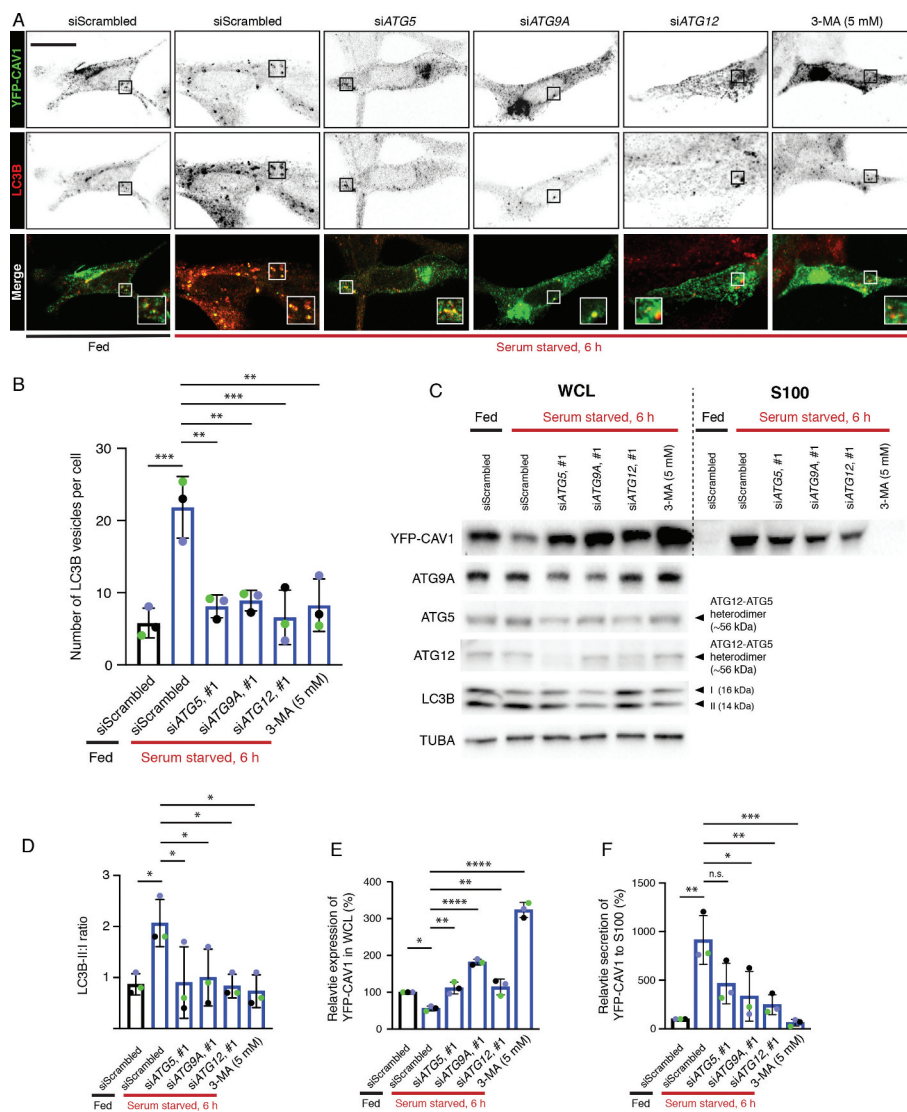 A
siScrambled
siScrambled
siATG5
siATG9A
siATG12
3-MA (5 mM)
YFP-CAV1
LC3B
Merge
Fed
Serum starved, 6 h
B
Number of LC3B vesicles per cell
30
20
10
0
***
**
**
***
**
siScrambled
siScrambled
siATG5, #1
siATG9A, #1
siATG12, #1
3-MA (5 mM)
Fed
Serum starved, 6 h
C
WCL
S100
Fed
Serum starved, 6 h
Fed
Serum starved, 6 h
siScrambled
siScrambled
siATG5, #1
siATG9A, #1
siATG12, #1
3-MA (5 mM)
siScrambled
siScrambled
siATG5, #1
siATG9A, #1
siATG12, #1
3-MA (5 mM)
YFP-CAV1
ATG9A
ATG5
ATG12-ATG5
heterodimer
(~56 kDa)
ATG12
ATG12-ATG5
heterodimer
(~56 kDa)
LC3B
I (16 kDa)
II (14 kDa)
TUBA
D
LC3B-II:I ratio
3
2
1
0
*
*
*
*
*
siScrambled
siScrambled
siATG5, #1
siATG9A, #1
siATG12, #1
3-MA (5 mM)
Fed
Serum starved, 6 h
E
Relavtie expression of
YFP-CAV1 in WCL (%)
400
300
200
100
0
*
**
****
**
****
siScrambled
siScrambled
siATG5, #1
siATG9A, #1
siATG12, #1
3-MA (5 mM)
Fed
Serum starved, 6 h
F
Relavtie secretion of
YFP-CAV1 to S100 (%)
1500
1000
500
0
**
n.s.
*
**
***
siScrambled
siScrambled
siATG5, #1
siATG9A, #1
siATG12, #1
3-MA (5 mM)
Fed
Serum starved, 6 h